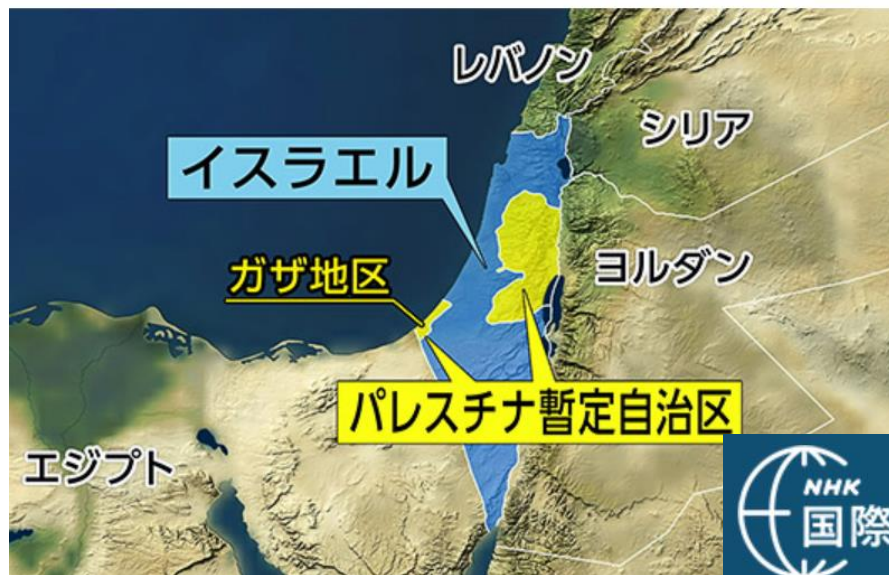 レバノン
シリア
イスラエル
ガザ地区
ヨルダン
パレスチナ暫定自治区
エジプト
NHK
国際